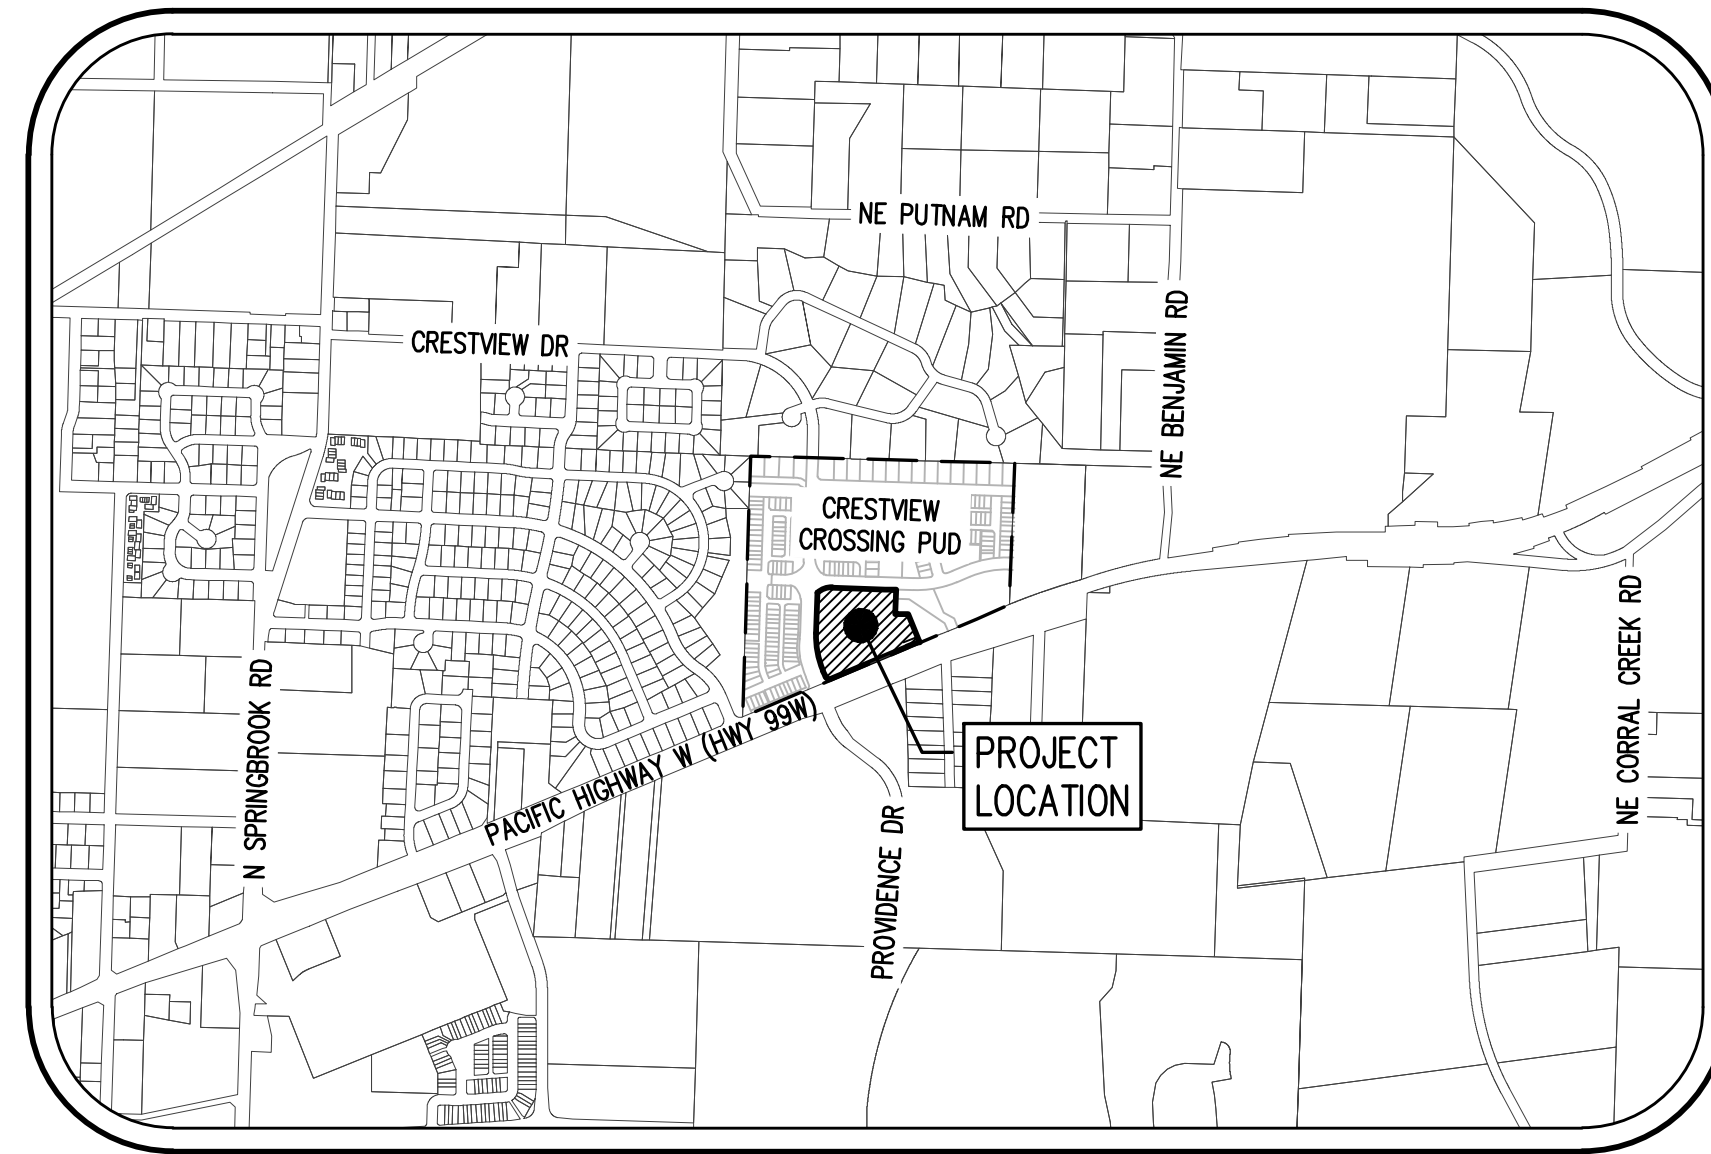 NE PUTNAM RD
CRESTVIEW DR
NE BENJAMIN RD
CRESTVIEW
CROSSING PUD
NE CORRAL CREEK RD
N SPRINGBROOK RD
PACIFIC HIGHWAY W (HWY 99W)
PROJECT
LOCATION
PROVIDENCE DR